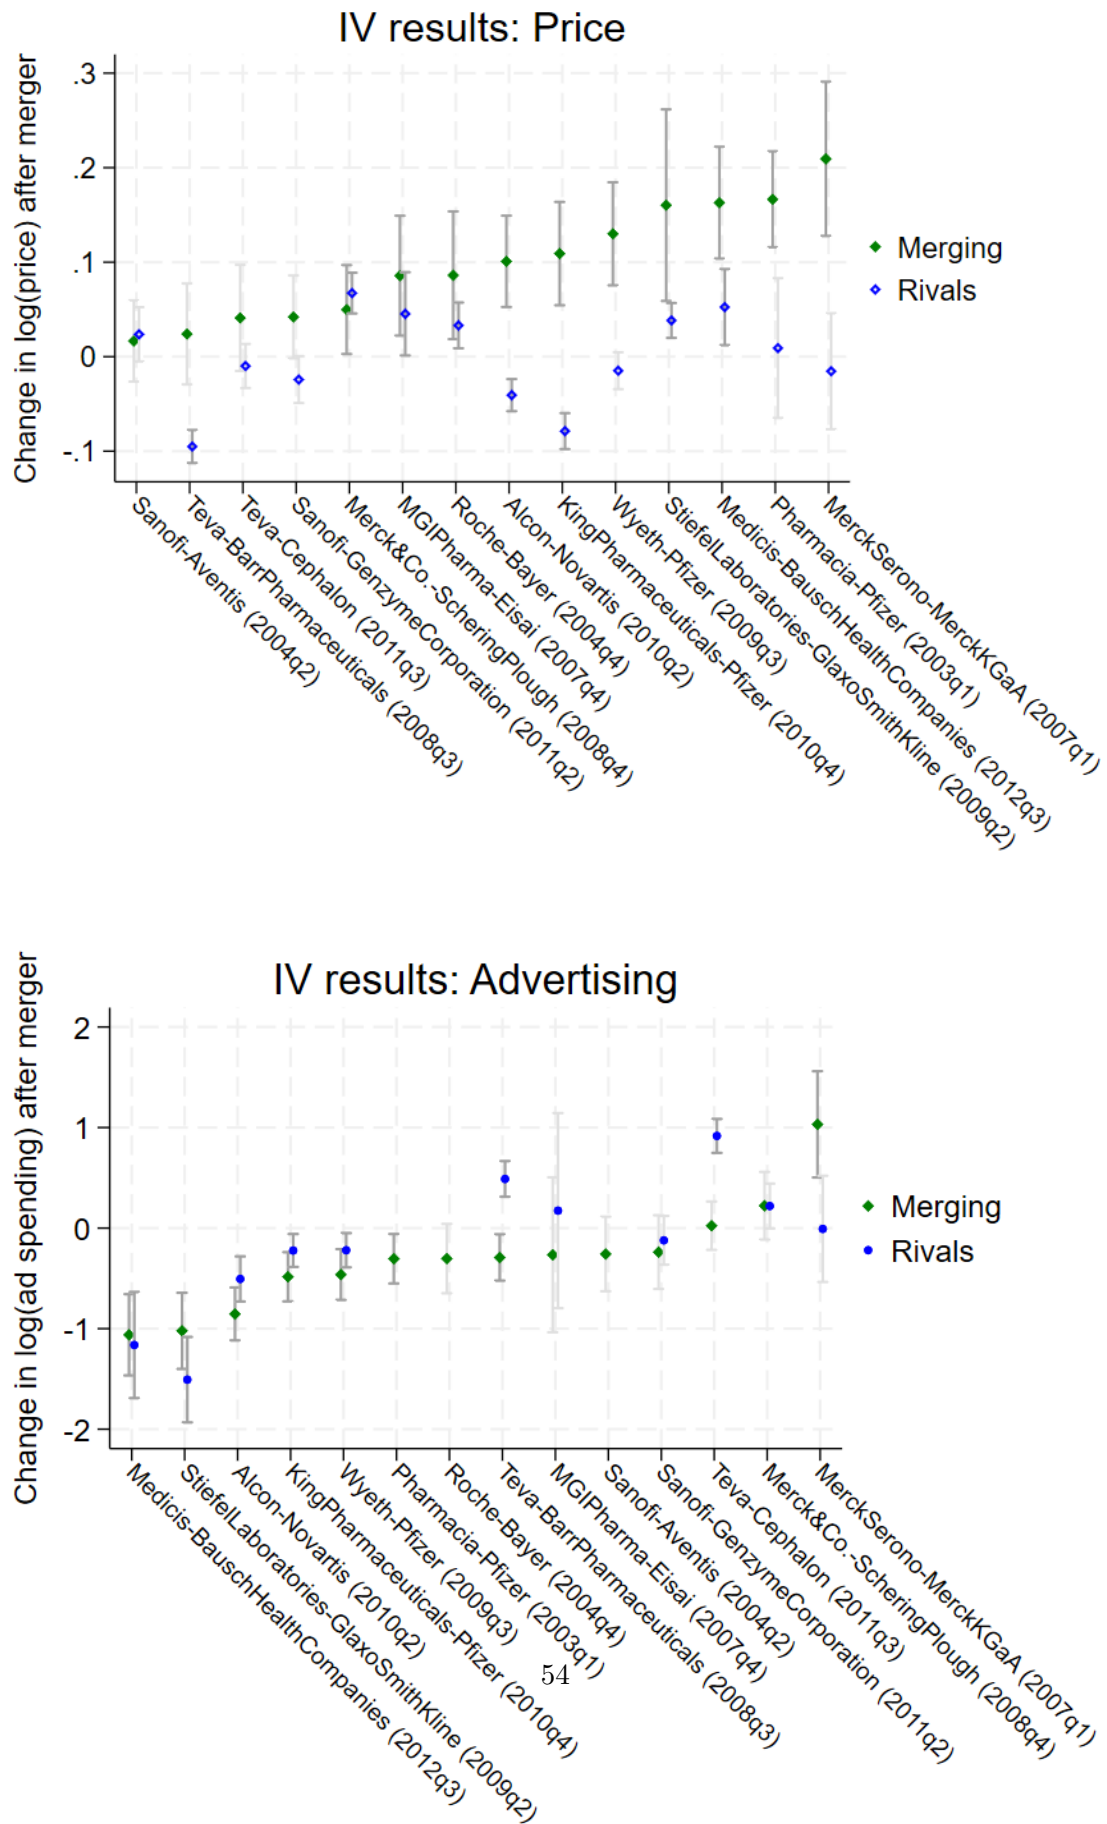 IV results: Price
Change in log(price) after merger
.3
.2
.1
0
-.1
Merging
Rivals
Sanofi-Aventis (2004q2)
Teva-BarrPharmaceuticals (2008q3)
Teva-Cephalon (2011q3)
Sanofi-GenzymeCorporation (2011q2)
Merck&Co.-ScheringPlough (2008q4)
MGIPharma-Eisai (2007q4)
Roche-Bayer (2004q4)
Alcon-Novartis (2010q2)
KingPharmaceuticals-Pfizer (2010q4)
Wyeth-Pfizer (2009q3)
StiefelLaboratories-GlaxoSmithKline (2009q2)
Medicis-BauschHealthCompanies (2012q3)
Pharmacia-Pfizer (2003q1)
MerckSerono-MerckKGaA (2007q1)
IV results: Advertising
Change in log(ad spending) after merger
2
1
0
-1
-2
Merging
Rivals
Medicis-BauschHealthCompanies (2012q3)
StiefelLaboratories-GlaxoSmithKline (2009q2)
Alcon-Novartis (2010q2)
KingPharmaceuticals-Pfizer (2010q4)
Wyeth-Pfizer (2009q3)
Pharmacia-Pfizer (2003q1)
Roche-Bayer (2004q4)
Teva-BarrPharmaceuticals (2008q3)
MGIPharma-Eisai (2007q4)
Sanofi-Aventis (2004q2)
Sanofi-GenzymeCorporation (2011q2)
Teva-Cephalon (2011q3)
Merck&Co.-ScheringPlough (2008q4)
MerckSerono-MerckKGaA (2007q1)
54